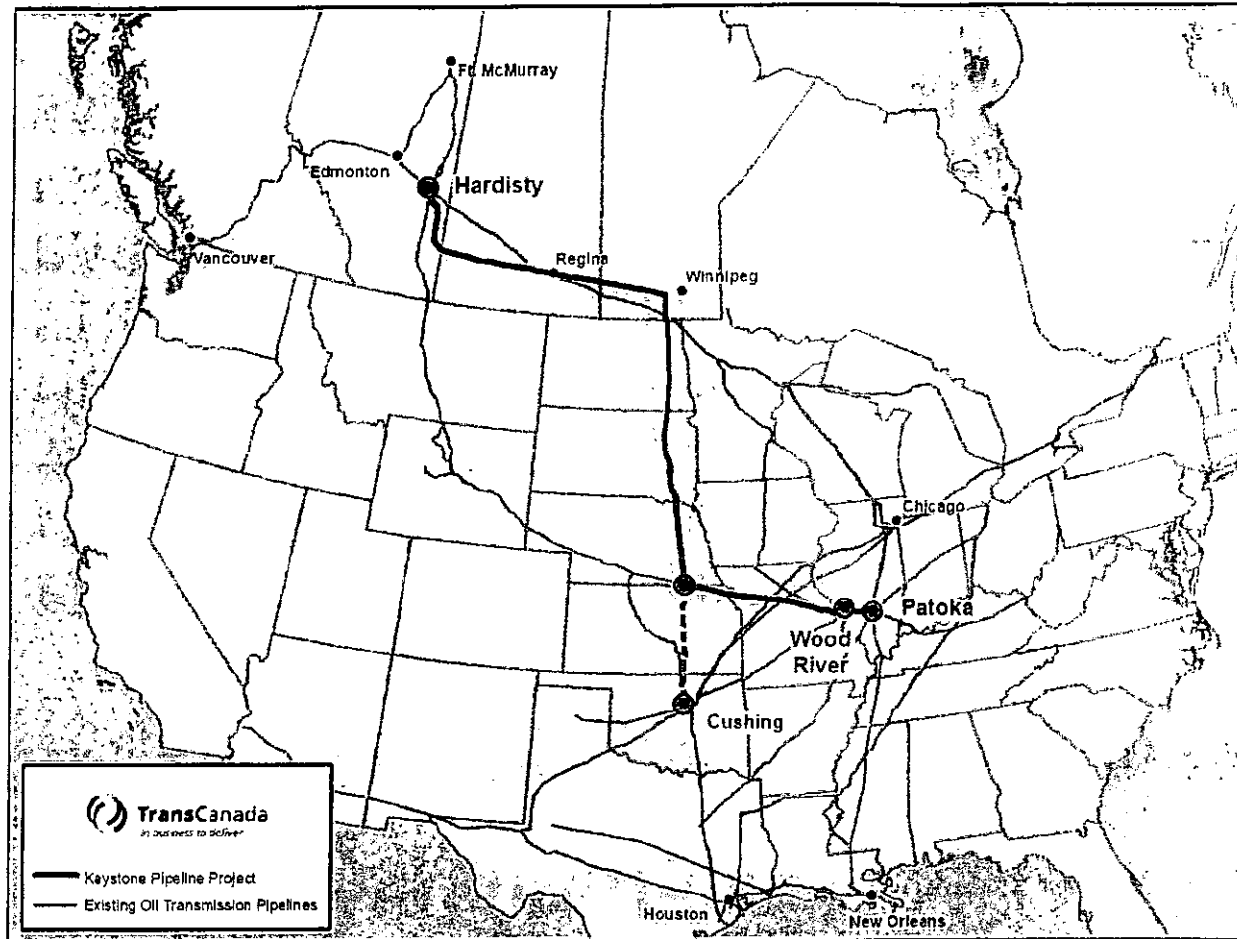 Ft. McMurray
Edmonton
Hardisty
Vancouver
Regina
Winnipeg
Chicago
Patoka
Wood
River
Cushing
Houston
New Orleans
TransCanada
In business to deliver
Keystone Pipeline Project
Existing Oil Transmission Pipelines